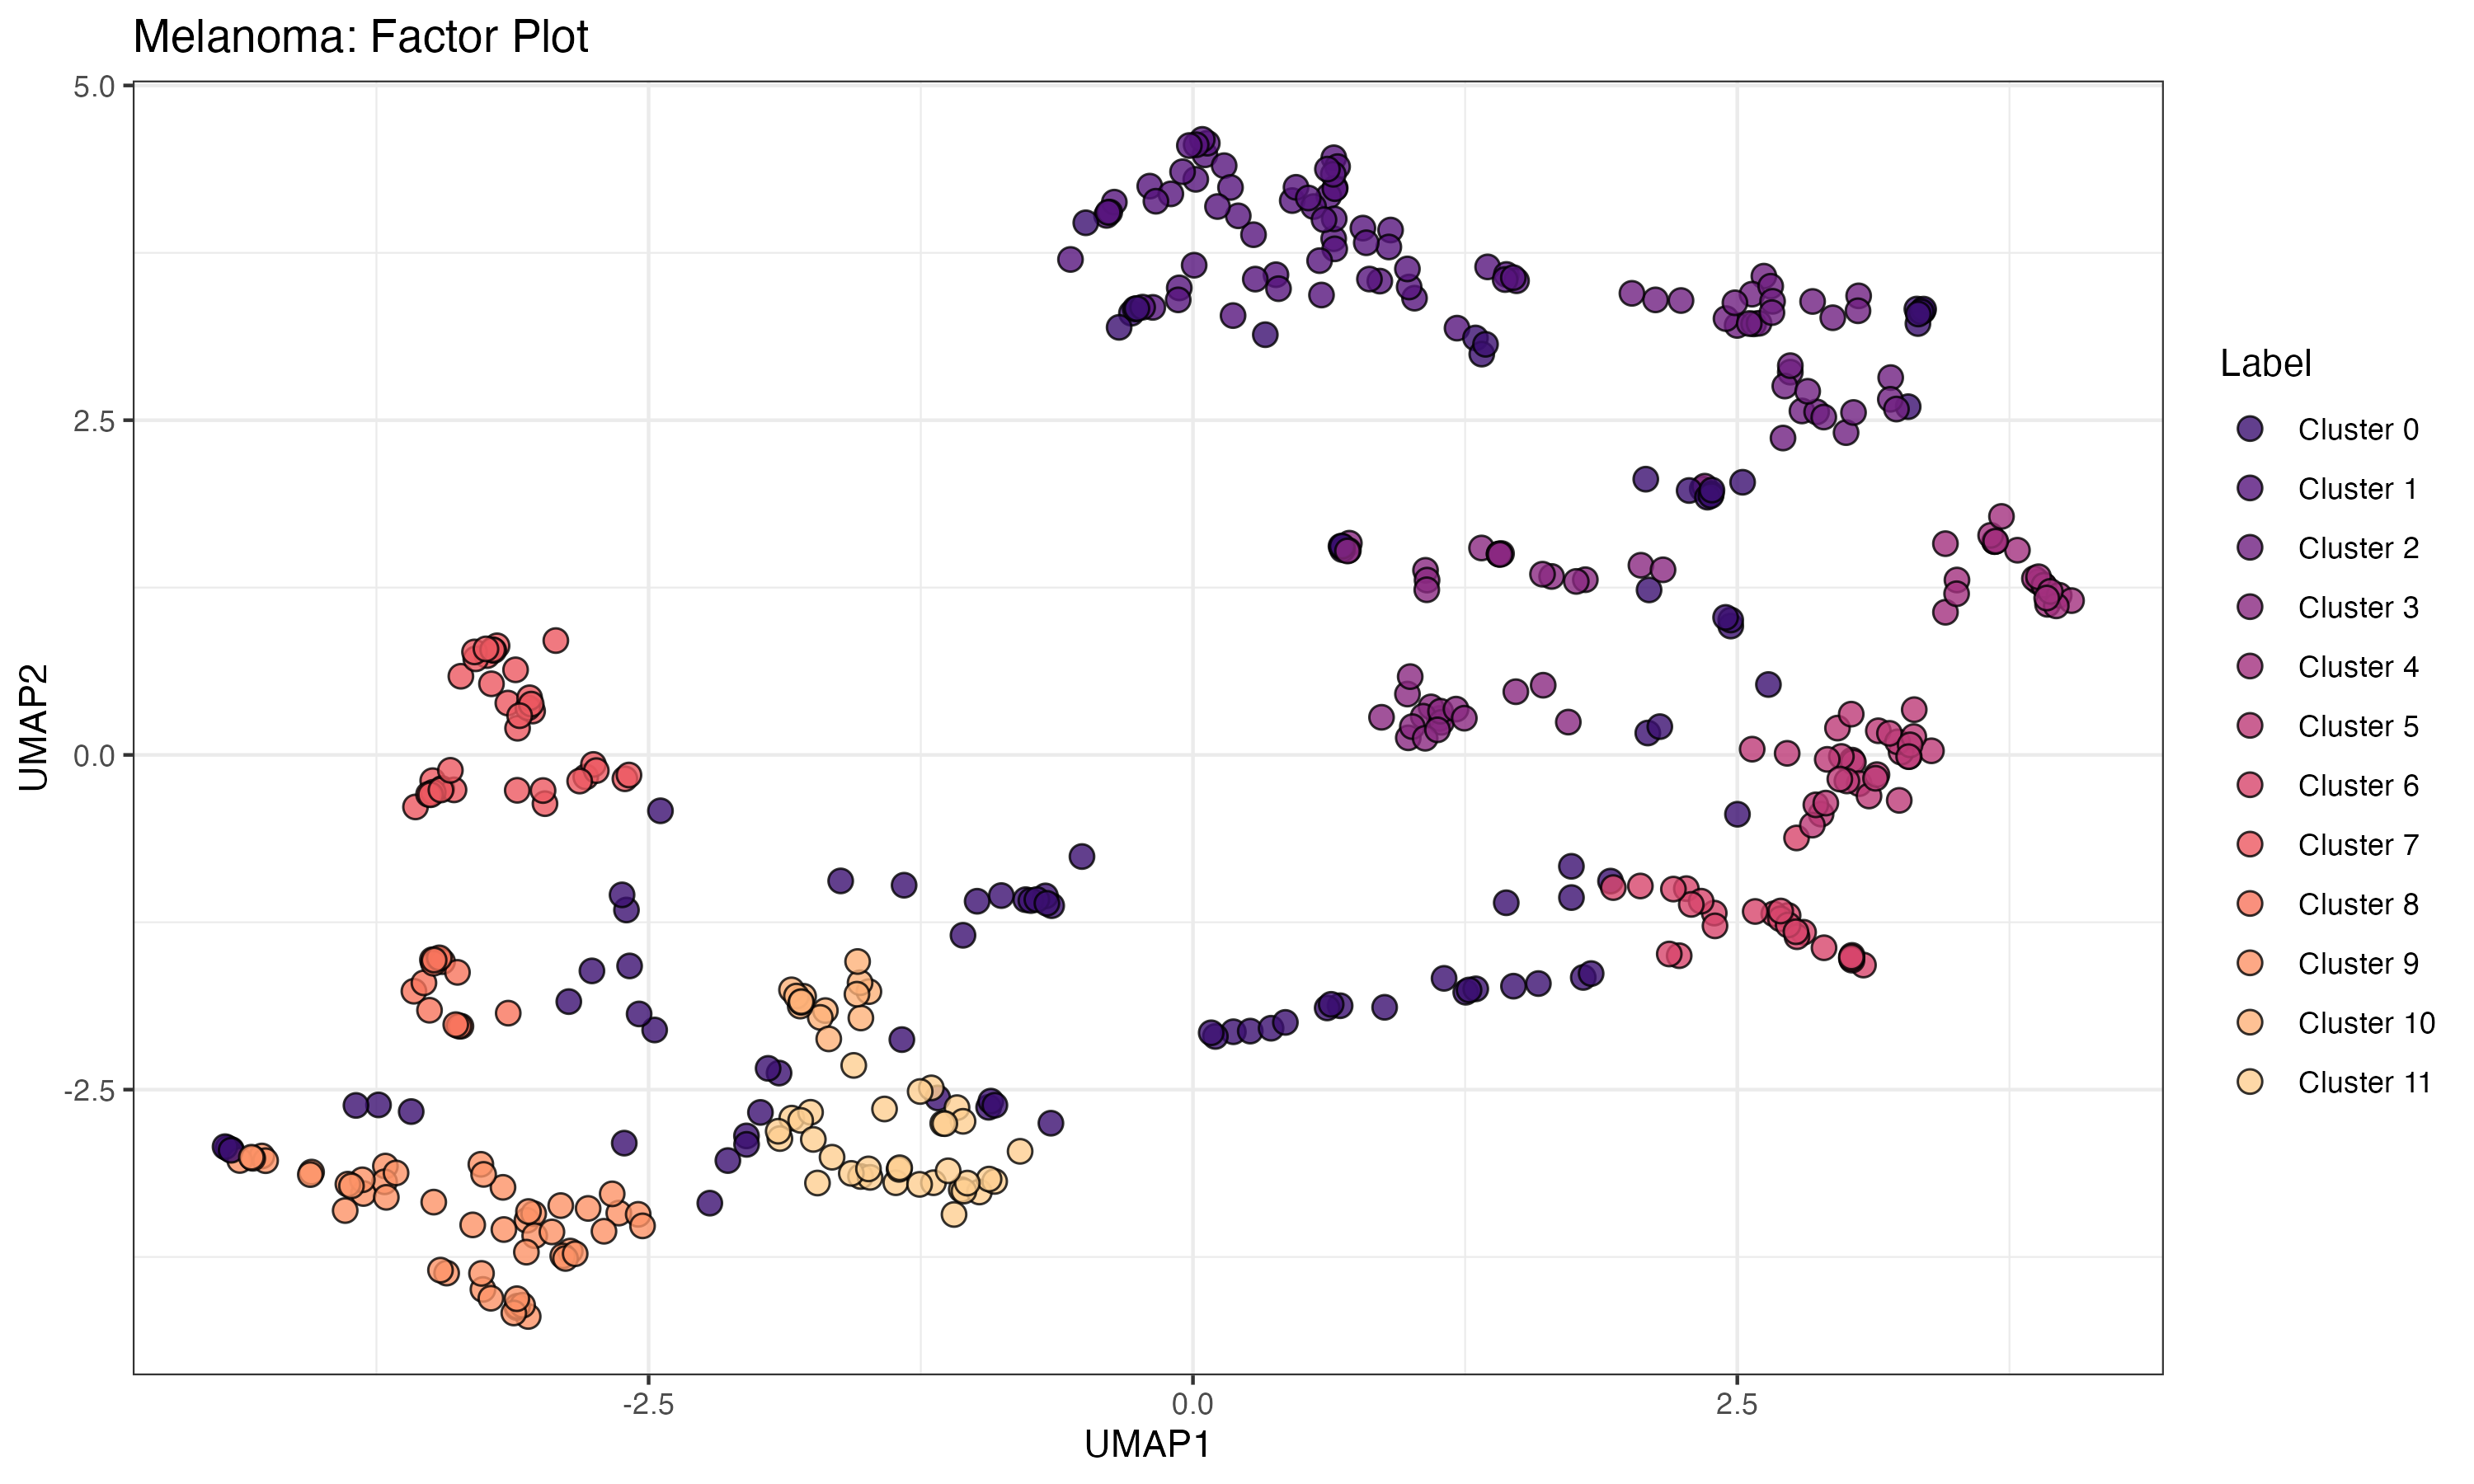 Melanoma: Factor Plot
5.0
2.5
0.0
-2.5
UMAP2
-2.5
0.0
2.5
UMAP1
Label
Cluster 0
Cluster 1
Cluster 2
Cluster 3
Cluster 4
Cluster 5
Cluster 6
Cluster 7
Cluster 8
Cluster 9
Cluster 10
Cluster 11